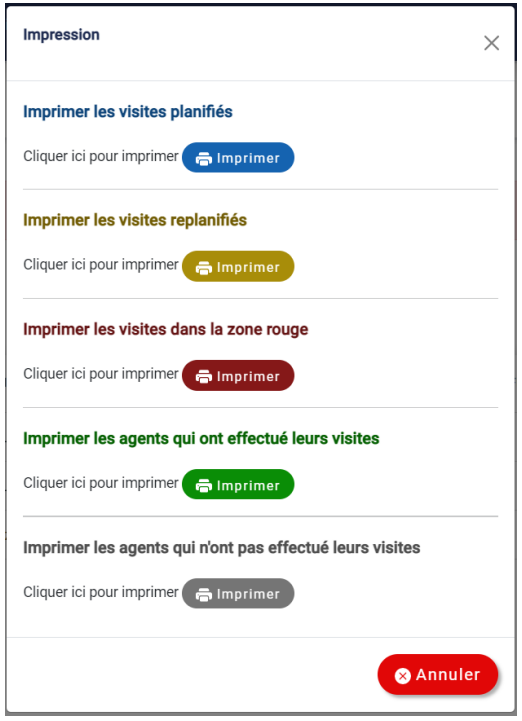 Impression
Imprimer les visites planifiés
Cliquer ici pour imprimer Imprimer
Imprimer les visites replanifiés
Cliquer ici pour imprimer Imprimer
Imprimer les visites dans la zone rouge
Cliquer ici pour imprimer Imprimer
Imprimer les agents qui ont effectué leurs visites
Cliquer ici pour imprimer Imprimer
Imprimer les agents qui n'ont pas effectué leurs visites
Cliquer ici pour imprimer Imprimer
Annuler